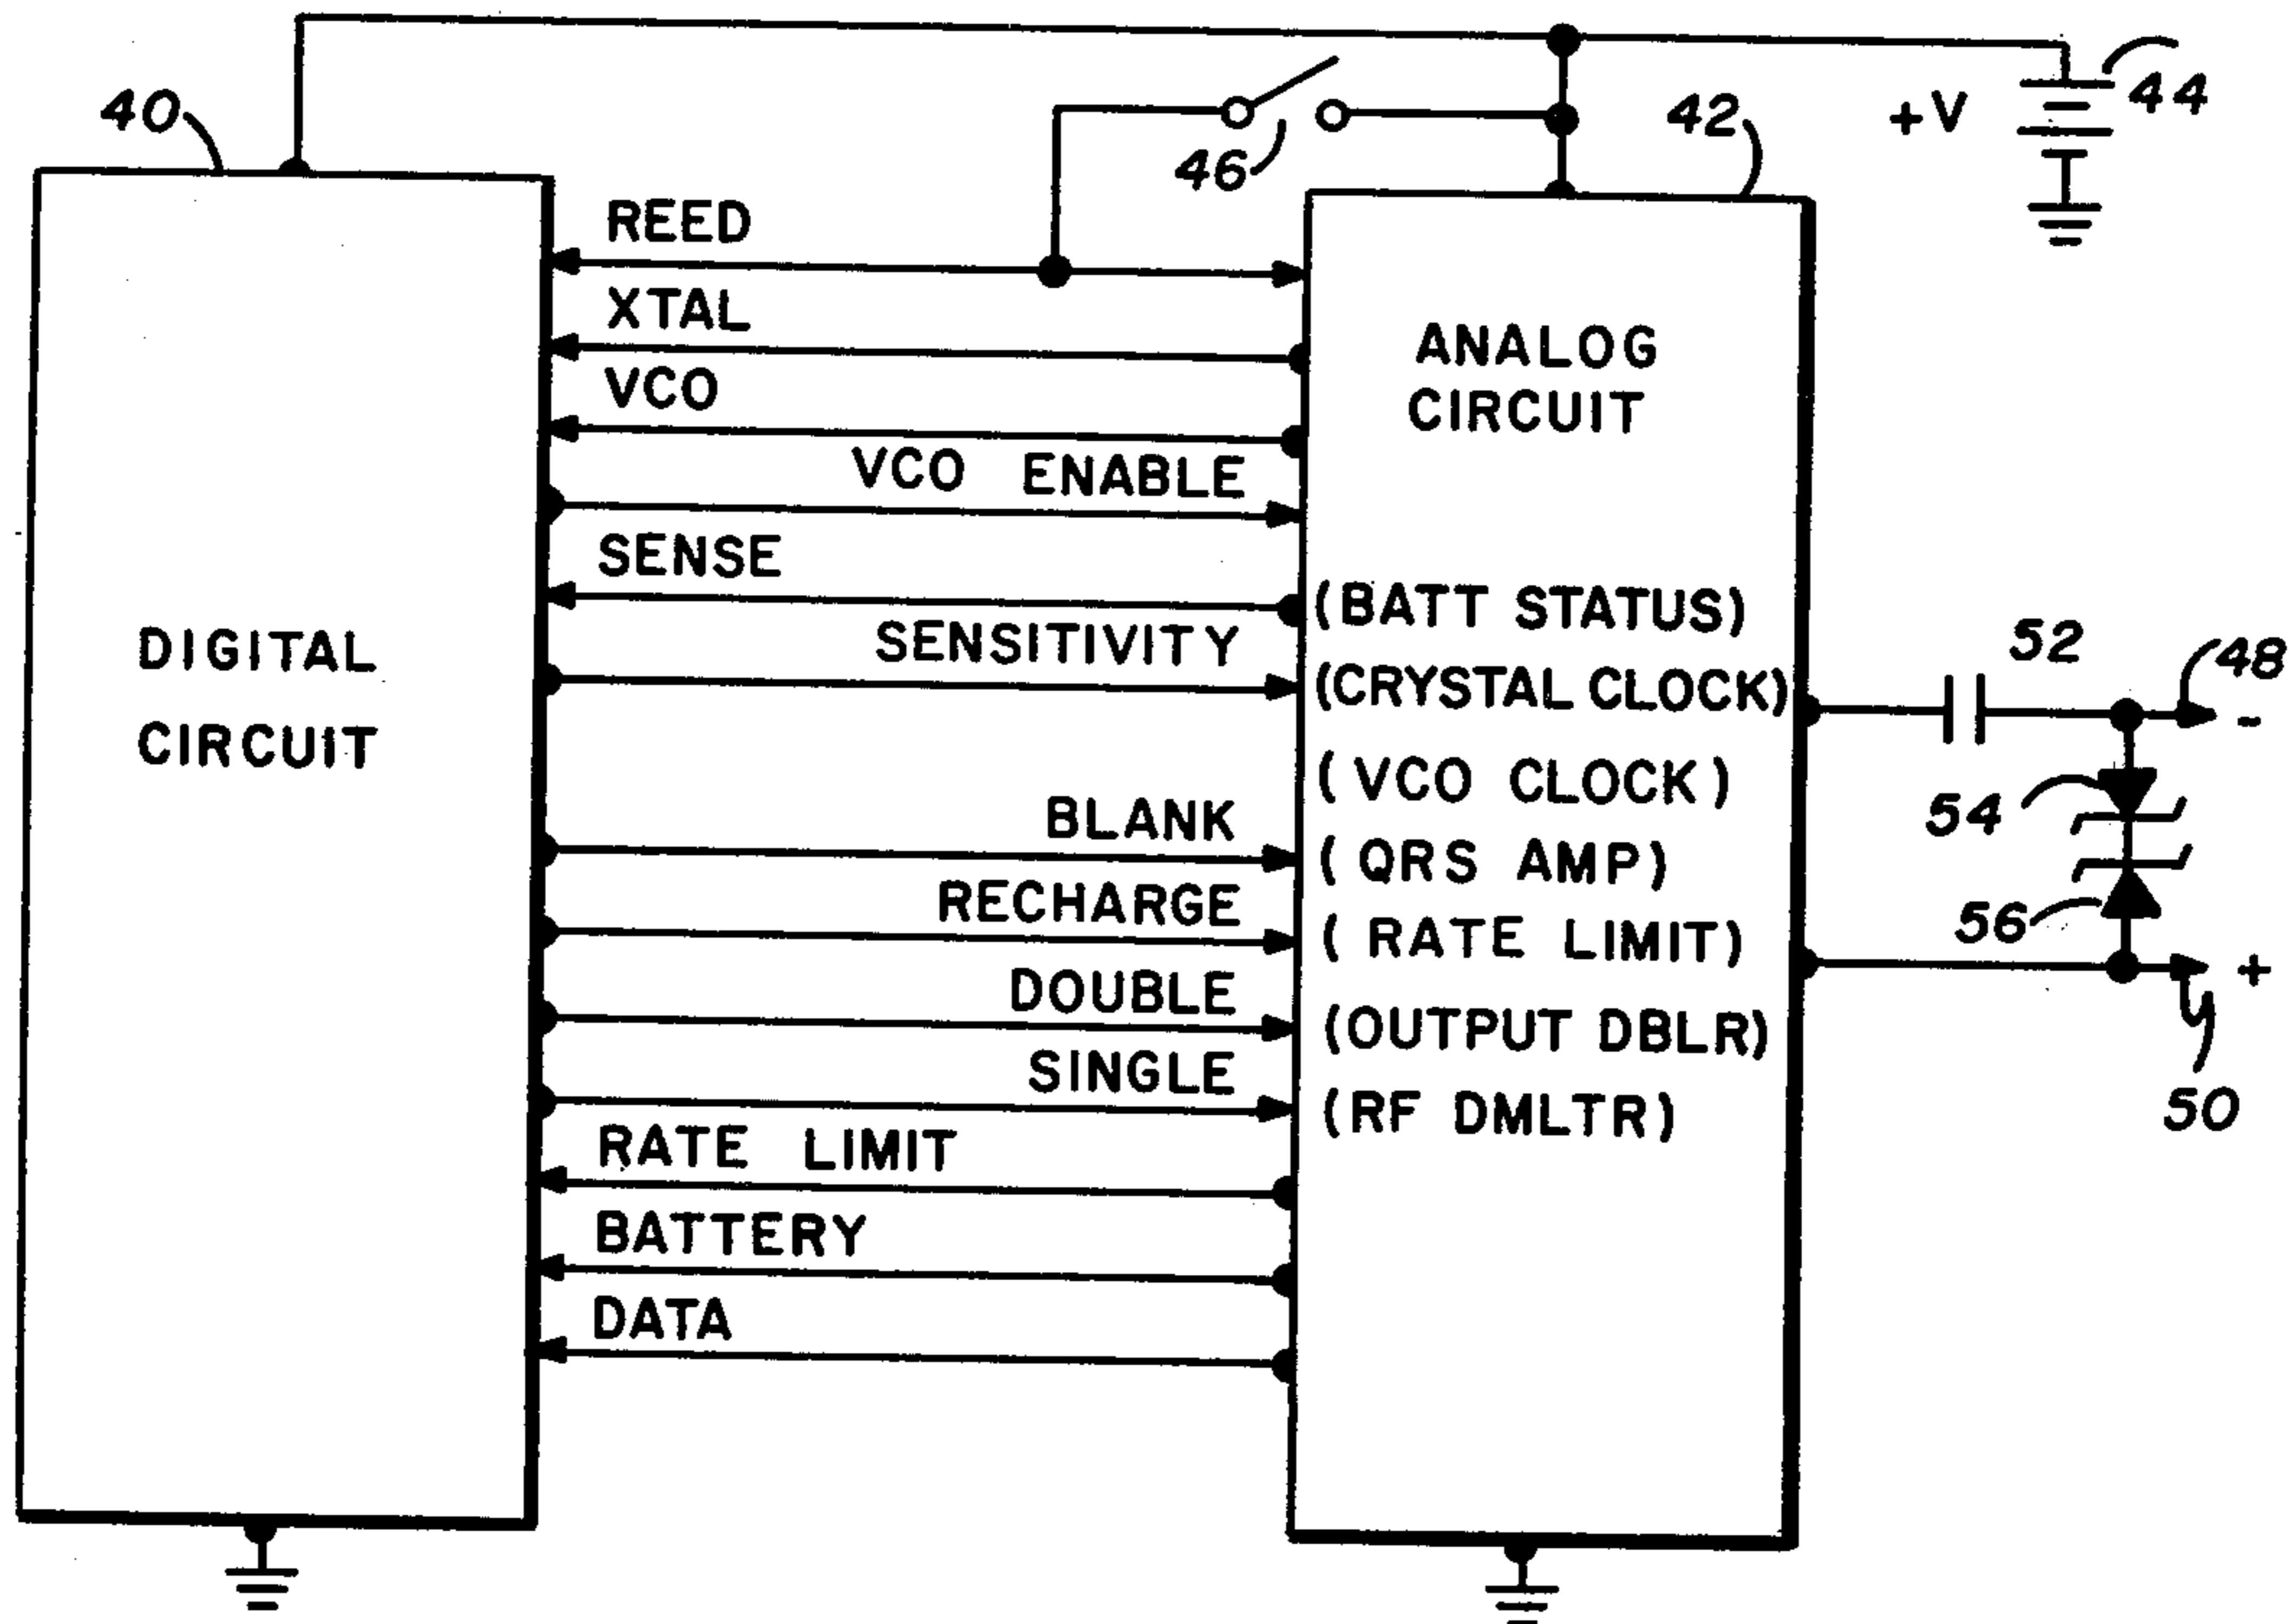 40
46
42
+V
44
REED
XTAL
VCO
VCO ENABLE
SENSE
SENSITIVITY
BLANK
RECHARGE
DOUBLE
SINGLE
RATE LIMIT
BATTERY
DATA
DIGITAL
CIRCUIT
ANALOG
CIRCUIT
(BATT STATUS)
(CRYSTAL CLOCK)
(VCO CLOCK)
(QRS AMP)
(RATE LIMIT)
(OUTPUT DBLR)
(RF DMLTR)
52
48
-
54
56
+
50